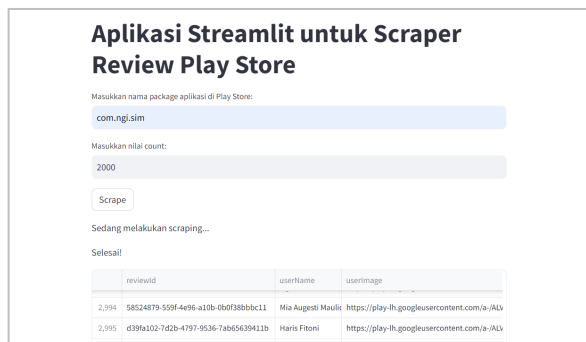 Aplikasi Streamlit untuk Scraper
Review Play Store
Masukkan nama package aplikasi di Play Store:
com.ngi.sim
Masukkan nilai count:
2000
Scrape
Sedang melakukan scraping...
Selesai!
reviewId userName userImage
2,994 58524879-559f-4e96-a10b-0b0f38bbbc11 Mia Augesti Maulic https://play-lh.googleusercontent.com/a-/ALV
2,995 d39fa102-7d2b-4797-9536-7ab65639411b Haris Fitoni https://play-lh.googleusercontent.com/a-/ALV